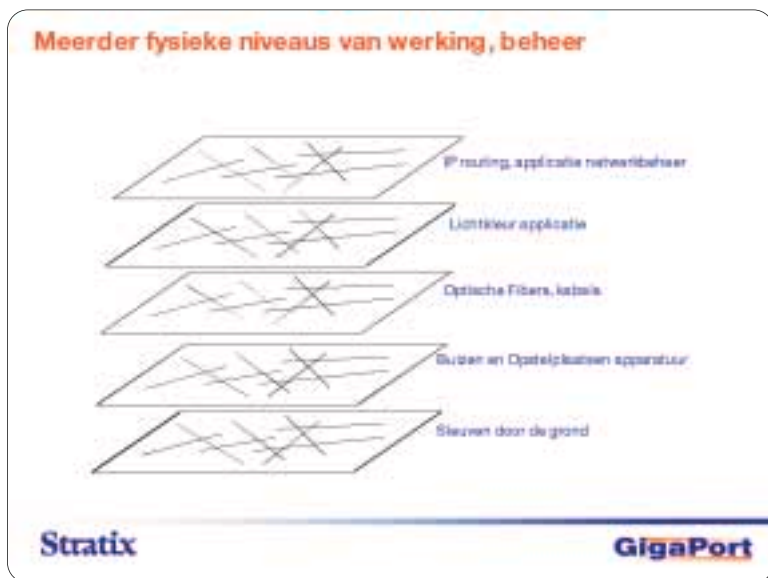 Meerder fysieke niveaus van werking, beheer
IP routing, applicatie netwerkbeheer
Lichtkleur applicatie
Optische Fibers, kabels
Buizen en Opstelplaatsen apparatuur
Sleuven door de grond
Stratix
GigaPort